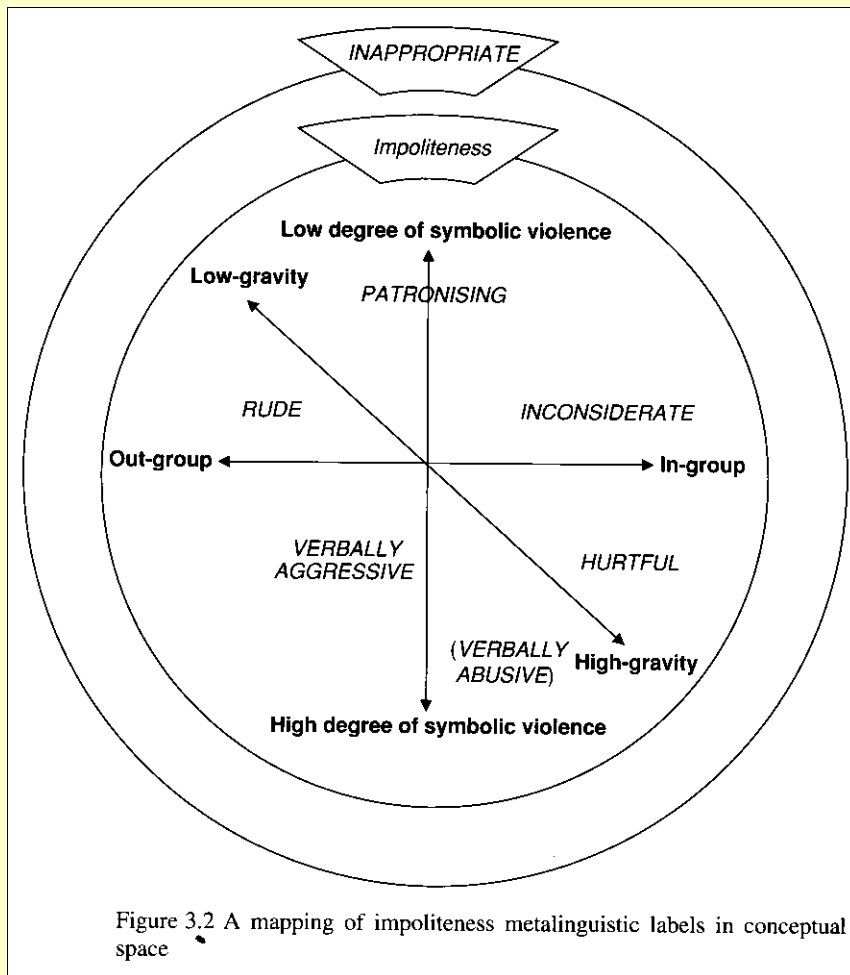 INAPPROPRIATE
Impoliteness
Low degree of symbolic violence
Low-gravity
PATRONISING
RUDE
INCONSIDERATE
Out-group
In-group
VERBALLY
AGGRESSIVE
HURTFUL
(VERBALLY
ABUSIVE)
High-gravity
High degree of symbolic violence
Figure 3.2 A mapping of impoliteness metalinguistic labels in conceptual
space